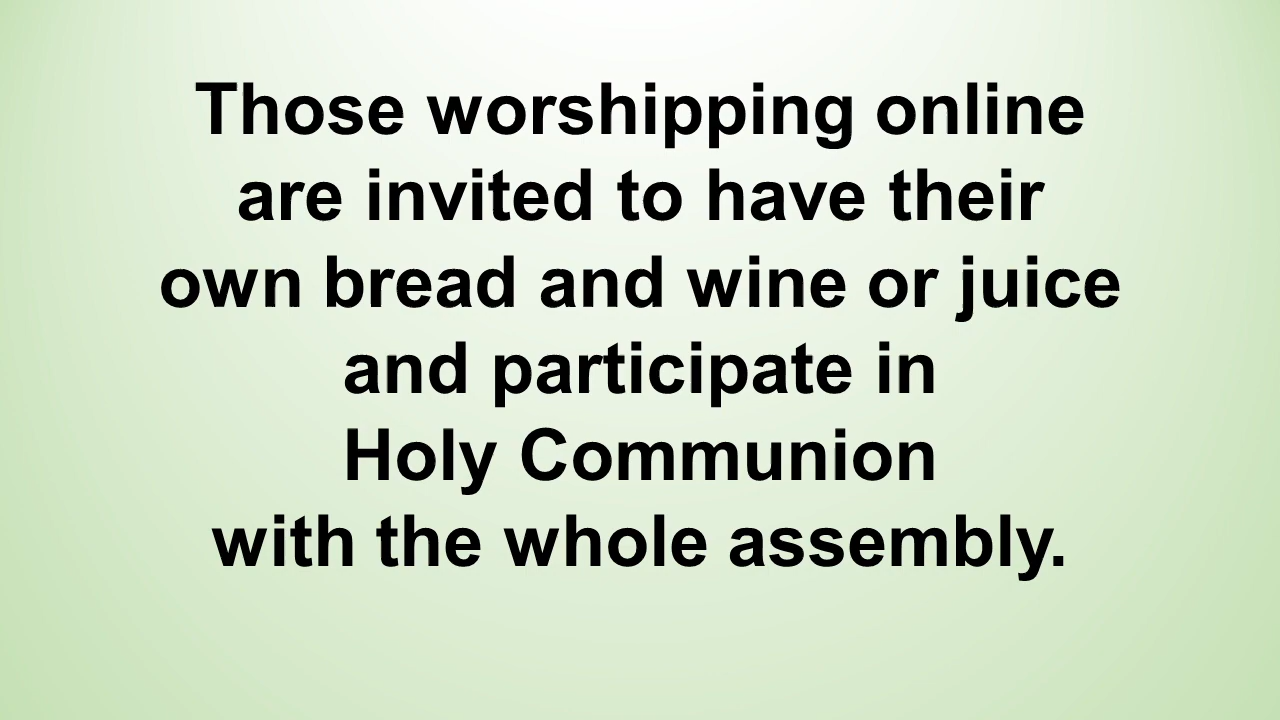 Those worshipping online
are invited to have their
own bread and wine or juice
and participate in
Holy Communion
with the whole assembly.